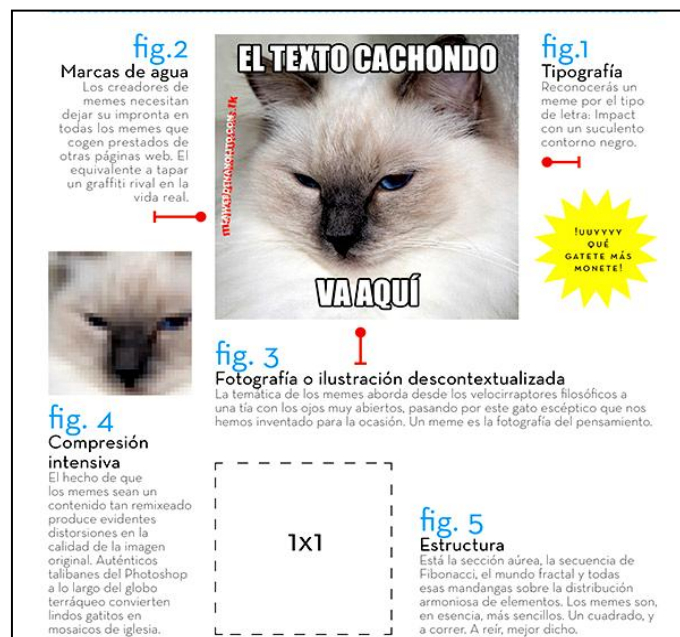 fig.2
Marcas de agua
Los creadores de
memes necesitan
dejar su impronta en
todas los memes que
cogen prestados de
otras páginas web. El
equivalente a tapar
un graffiti rival en la
vida real.
EL TEXTO CACHONDO
VA AQUÍ
fig.1
Tipografía
Reconocerás un
meme por el tipo
de letra: Impact
con un suculento
contorno negro.
!UUYYYY
QUÉ
GATETE MÁS
MONETE!
fig. 3
Fotografía o ilustración descontextualizada
La temática de los memes aborda desde los velocirraptores filosóficos a
una tía con los ojos muy abiertos, pasando por este gato escéptico que nos
hemos inventado para la ocasión. Un meme es la fotografía del pensamiento.
fig. 4
Compresión
intensiva
El hecho de que
los memes sean un
contenido tan remixeado
produce evidentes
distorsiones en la
calidad de la imagen
original. Auténticos
talibanes del Photoshop
a lo largo del globo
terráqueo convierten
lindos gatitos en
mosaicos de iglesia.
1x1
fig. 5
Estructura
Está la sección aúrea, la secuencia de
Fibonacci, el mundo fractal y todas
esas mandangas sobre la distribución
armoniosa de elementos. Los memes son,
en esencia, más sencillos. Un cuadrado, y
a correr. A reír, mejor dicho.